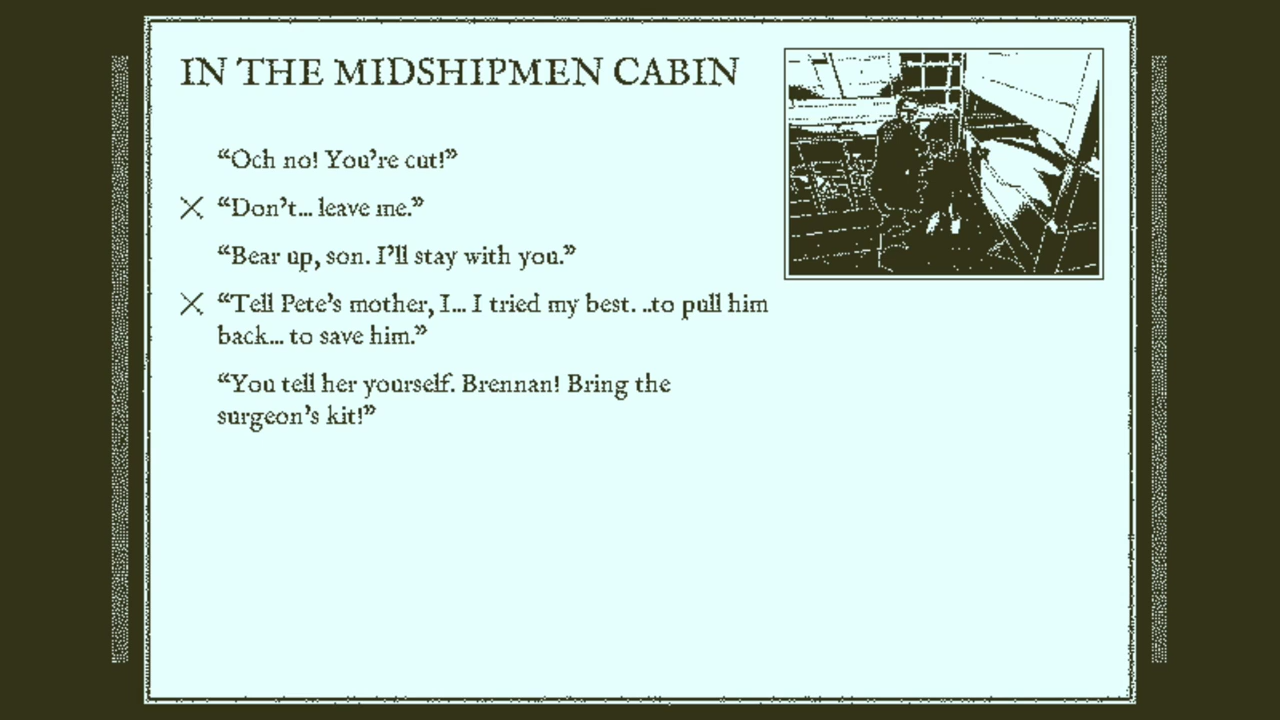 IN THE MIDSHIPMEN CABIN
“Och no! You’re cut!”
“Don’t... leave me.”
“Bear up, son. I’ll stay with you.”
“Tell Pete’s mother, I... I tried my best. ..to pull him
back... to save him.”
“You tell her yourself. Brennan! Bring the
surgeon’s kit!”